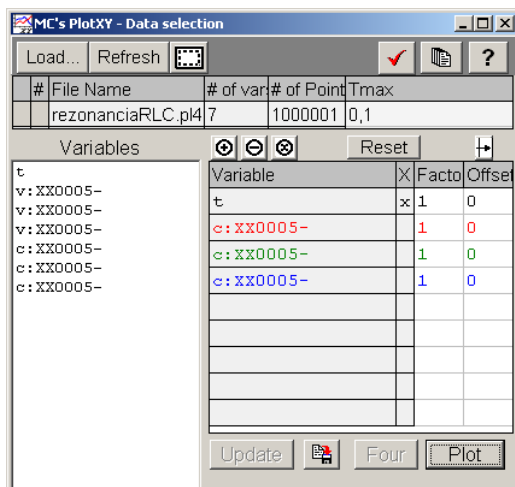 MC's PlotXY - Data selection
Load... Refresh ?
# File Name # of var: # of Point Tmax
rezonanciaRLC.pl4 7 1000001 0,1
Variables Reset
t
v:XX0005-
v:XX0005-
v:XX0005-
c:XX0005-
c:XX0005-
c:XX0005-
Variable X Facto Offset
t x 1 0
c:XX0005- 1 0
c:XX0005- 1 0
c:XX0005- 1 0
Update Four Plot